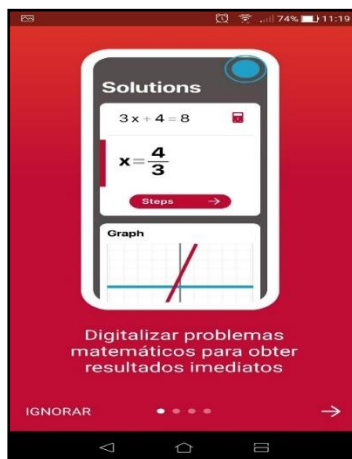 74% 11:19
Solutions
3x + 4 = 8
x = 4/3
Steps →
Graph
Digitalizar problemas
matemáticos para obter
resultados imediatos
IGNORAR →